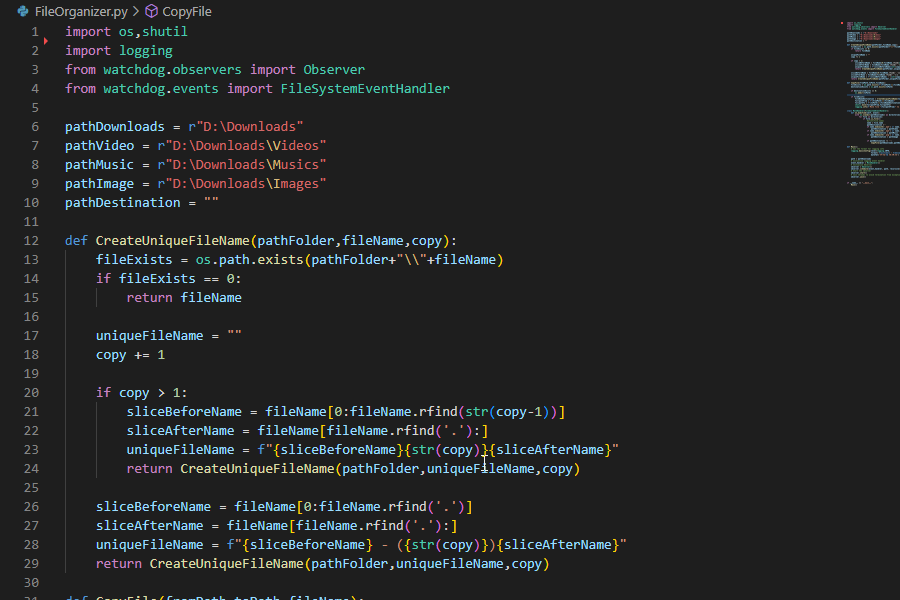 FileOrganizer.py > CopyFile
1 import os,shutil
2 import logging
3 from watchdog.observers import Observer
4 from watchdog.events import FileSystemEventHandler
5
6 pathDownloads = r"D:\Downloads"
7 pathVideo = r"D:\Downloads\Videos"
8 pathMusic = r"D:\Downloads\Musics"
9 pathImage = r"D:\Downloads\Images"
10 pathDestination = ""
11
12 def CreateUniqueFileName(pathFolder,fileName,copy):
13     fileExists = os.path.exists(pathFolder+"\\"+fileName)
14     if fileExists == 0:
15         return fileName
16
17     uniqueFileName = ""
18     copy += 1
19
20     if copy > 1:
21         sliceBeforeName = fileName[0:fileName.rfind(str(copy-1))]
22         sliceAfterName = fileName[fileName.rfind('.'):]
23         uniqueFileName = f"{sliceBeforeName}{str(copy)}{sliceAfterName}"
24         return CreateUniqueFileName(pathFolder,uniqueFileName,copy)
25
26     sliceBeforeName = fileName[0:fileName.rfind('.')]
27     sliceAfterName = fileName[fileName.rfind('.'):]
28     uniqueFileName = f"{sliceBeforeName} - ({str(copy)}){sliceAfterName}"
29     return CreateUniqueFileName(pathFolder,uniqueFileName,copy)
30
31 def CopyFile(fromPath,toPath,fileName):